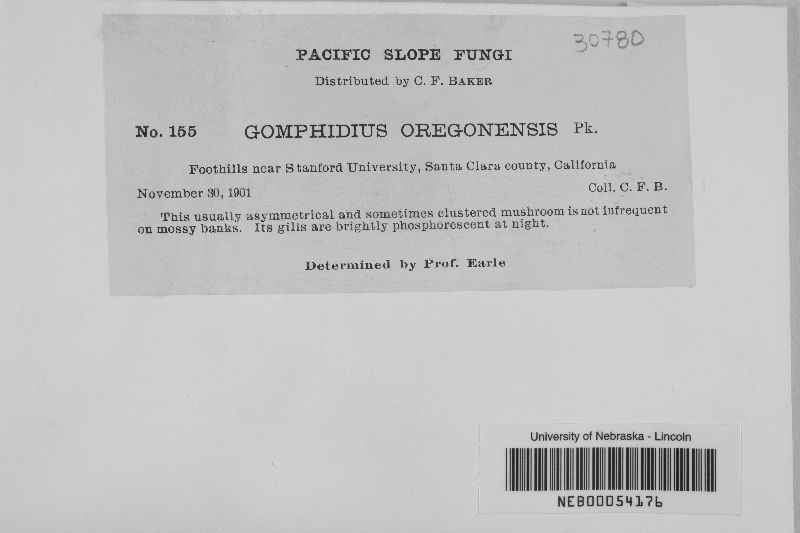 30780
PACIFIC SLOPE FUNGI
Distributed by C. F. BAKER
No. 155 GOMPHIDIUS OREGONENSIS Pk.
Foothills near Stanford University, Santa Clara county, California
November 30, 1901 Coll. C. F. B.
This usually asymmetrical and sometimes clustered mushroom is not infrequent
on mossy banks. Its gills are brightly phosphorescent at night.
Determined by Prof. Earle
University of Nebraska - Lincoln
NEB00054176